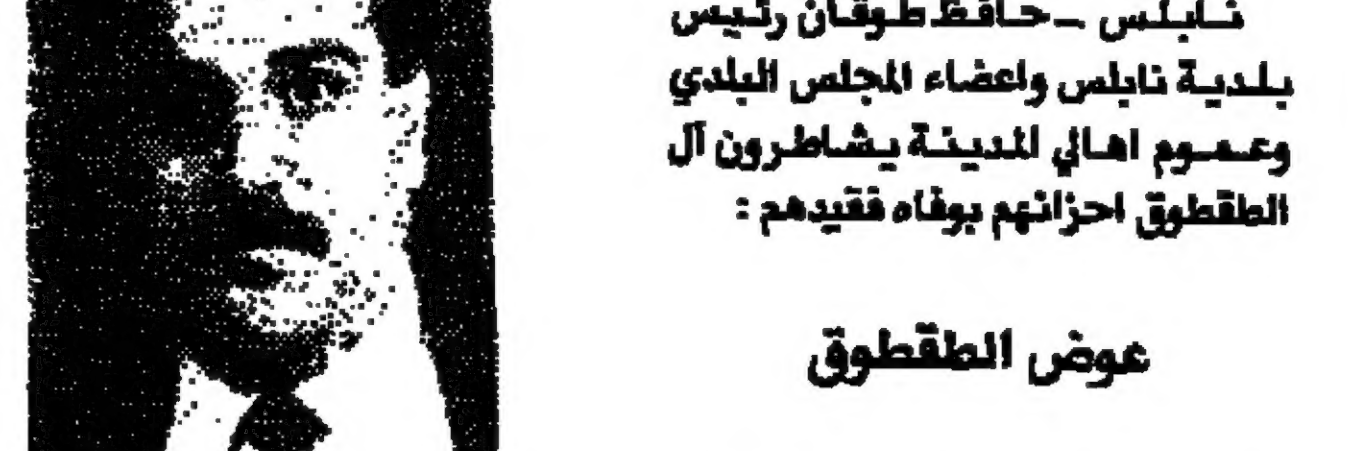 نابلس - حافظ طوقان رئيس
بلدية نابلس واعضاء المجلس البلدي
وعموم اهالي المدينة يشاطرون آل
الطقطوق احزانهم بوفاه فقيدهم :
عوض الطقطوق